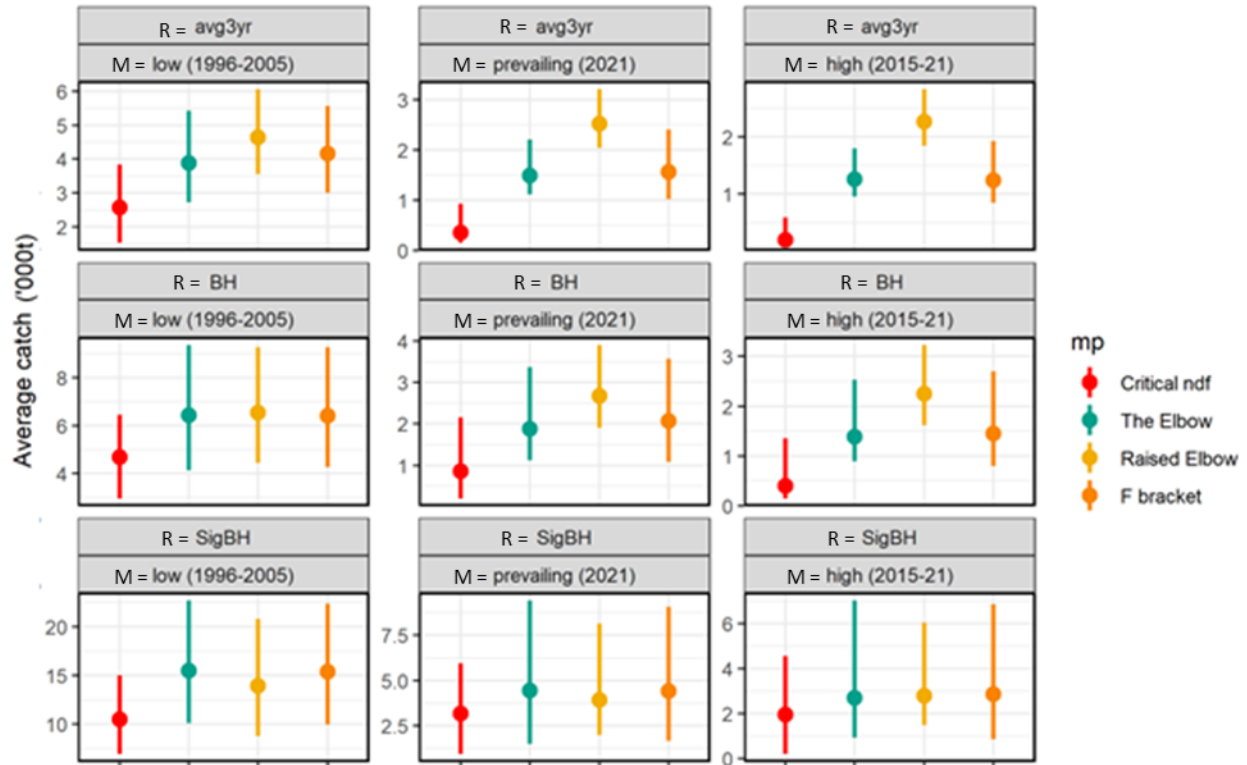 R = avg3yr
R = avg3yr
R = avg3yr
M = low (1996-2005)
M = prevailing (2021)
M = high (2015-21)
6
5
4
3
2
3
2
1
0
2
1
R = BH
R = BH
R = BH
M = low (1996-2005)
M = prevailing (2021)
M = high (2015-21)
8
6
4
4
3
2
1
3
2
1
0
R = SigBH
R = SigBH
R = SigBH
M = low (1996-2005)
M = prevailing (2021)
M = high (2015-21)
20
15
10
7.5
5.0
2.5
6
4
2
0
Average catch ('000t)
mp
Critical ndf
The Elbow
Raised Elbow
F bracket